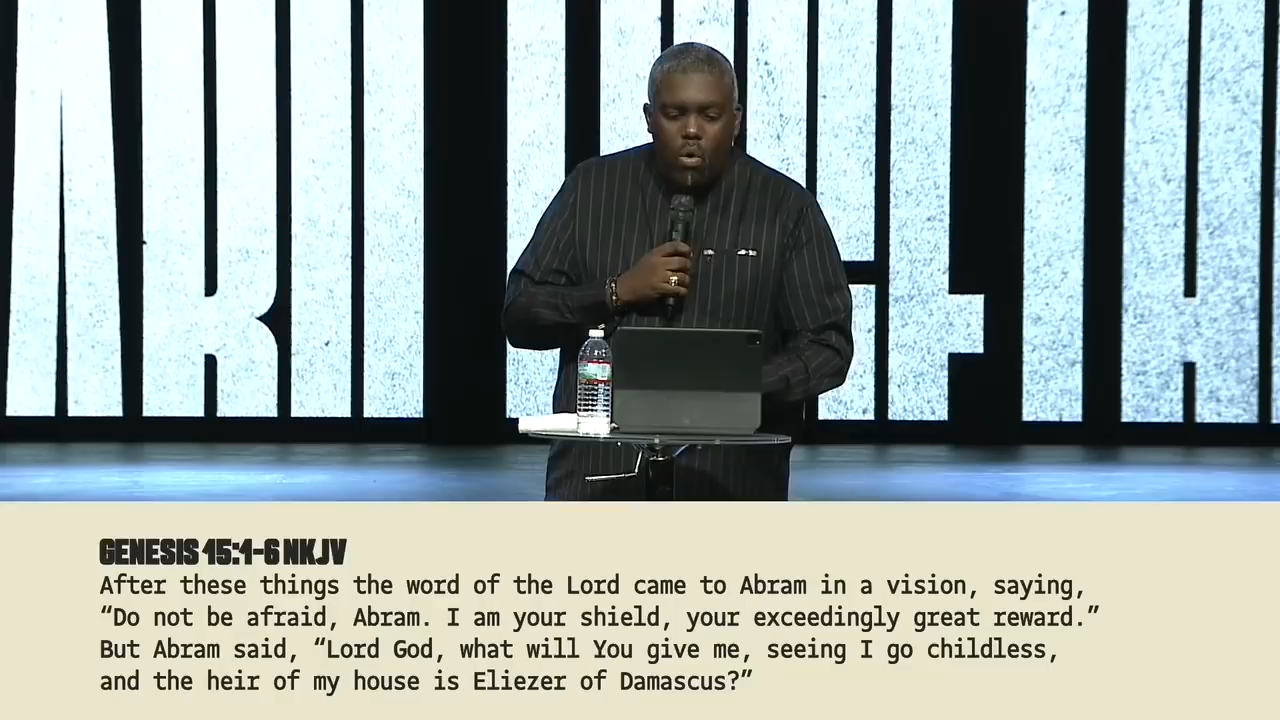 GENESIS 15:1-6 NKJV
After these things the word of the Lord came to Abram in a vision, saying,
“Do not be afraid, Abram. I am your shield, your exceedingly great reward.”
But Abram said, “Lord God, what will You give me, seeing I go childless,
and the heir of my house is Eliezer of Damascus?”